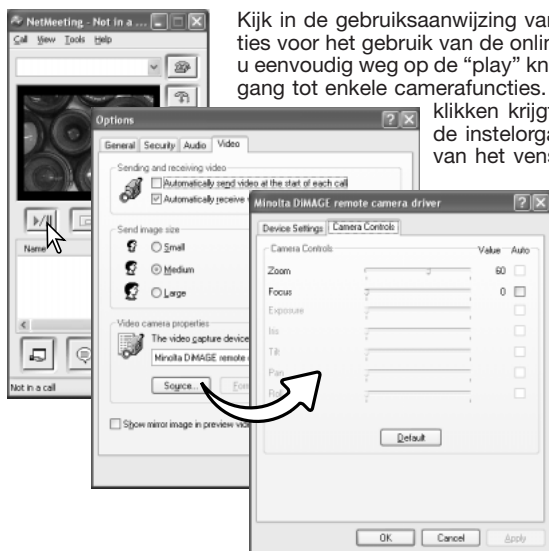 NetMeeting - Not in a ...
Call View Tools Help
Kijk in de gebruiksaanwijzing van
ties voor het gebruik van de onlin
u eenvoudig weg op de “play” kn
gang tot enkele camerafuncties.
klikken krijgt
de instelorga
van het vens
Name
Not in a call
Options
General Security Audio Video
Sending and receiving video
Automatically send video at the start of each call
Automatically receive
Send image size
Small
Medium
Large
Video camera properties
The video capture device
Minolta DiMAGE remote
Source...
Show mirror image in preview
Minolta DiMAGE remote camera driver
Device Settings Camera Controls
Camera Controls Value Auto
Zoom 60
Focus 0
Exposure
Iris
Tilt
Pan
Default
OK Cancel Apply